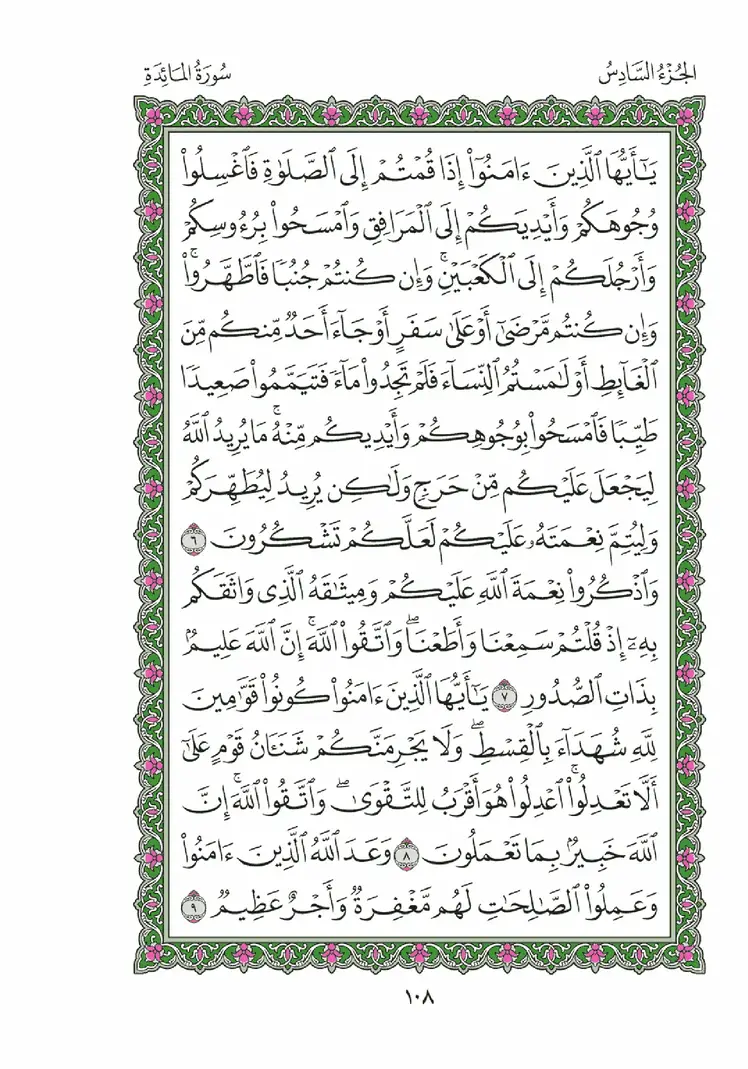 الجُزْءُ السَّادِسُ
سُورَةُ المَائِدَةِ
يَـٰٓأَيُّهَا ٱلَّذِينَ ءَامَنُوٓا۟ إِذَا قُمْتُمْ إِلَى ٱلصَّلَوٰةِ فَٱغْسِلُوا۟
وُجُوهَكُمْ وَأَيْدِيَكُمْ إِلَى ٱلْمَرَافِقِ وَٱمْسَحُوا۟ بِرُءُوسِكُمْ
وَأَرْجُلَكُمْ إِلَى ٱلْكَعْبَيْنِ ۚ وَإِن كُنتُمْ جُنُبًا فَٱطَّهَّرُوا۟ ۚ
وَإِن كُنتُم مَّرْضَىٰٓ أَوْ عَلَىٰ سَفَرٍ أَوْ جَآءَ أَحَدٌ مِّنكُم مِّنَ
ٱلْغَآئِطِ أَوْ لَـٰمَسْتُمُ ٱلنِّسَآءَ فَلَمْ تَجِدُوا۟ مَآءً فَتَيَمَّمُوا۟ صَعِيدًا
طَيِّبًا فَٱمْسَحُوا۟ بِوُجُوهِكُمْ وَأَيْدِيكُم مِّنْهُ ۚ مَا يُرِيدُ ٱللَّهُ
لِيَجْعَلَ عَلَيْكُم مِّنْ حَرَجٍ وَلَـٰكِن يُرِيدُ لِيُطَهِّرَكُمْ
وَلِيُتِمَّ نِعْمَتَهُۥ عَلَيْكُمْ لَعَلَّكُمْ تَشْكُرُونَ ٦
وَٱذْكُرُوا۟ نِعْمَةَ ٱللَّهِ عَلَيْكُمْ وَمِيثَـٰقَهُ ٱلَّذِى وَاثَقَكُم
بِهِۦٓ إِذْ قُلْتُمْ سَمِعْنَا وَأَطَعْنَا ۖ وَٱتَّقُوا۟ ٱللَّهَ ۚ إِنَّ ٱللَّهَ عَلِيمٌۢ
بِذَاتِ ٱلصُّدُورِ ٧ يَـٰٓأَيُّهَا ٱلَّذِينَ ءَامَنُوا۟ كُونُوا۟ قَوَّٰمِينَ
لِلَّهِ شُهَدَآءَ بِٱلْقِسْطِ ۖ وَلَا يَجْرِمَنَّكُمْ شَنَـَٔانُ قَوْمٍ عَلَىٰٓ
أَلَّا تَعْدِلُوا۟ ۚ ٱعْدِلُوا۟ هُوَ أَقْرَبُ لِلتَّقْوَىٰ ۖ وَٱتَّقُوا۟ ٱللَّهَ ۚ إِنَّ
ٱللَّهَ خَبِيرٌۢ بِمَا تَعْمَلُونَ ٨ وَعَدَ ٱللَّهُ ٱلَّذِينَ ءَامَنُوا۟
وَعَمِلُوا۟ ٱلصَّـٰلِحَـٰتِ ۙ لَهُم مَّغْفِرَةٌ وَأَجْرٌ عَظِيمٌ ٩
١٠٨